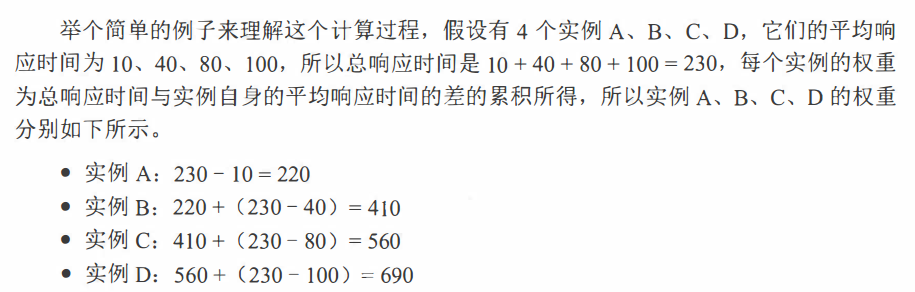 举个简单的例子来理解这个计算过程，假设有 4 个实例 A、B、C、D，它们的平均响
应时间为 10、40、80、100，所以总响应时间是 10 + 40 + 80 + 100 = 230，每个实例的权重
为总响应时间与实例自身的平均响应时间的差的累积所得，所以实例 A、B、C、D 的权重
分别如下所示。
● 实例 A：230 − 10 = 220
● 实例 B：220 +（230 − 40）= 410
● 实例 C：410 +（230 − 80）= 560
● 实例 D：560 +（230 − 100）= 690